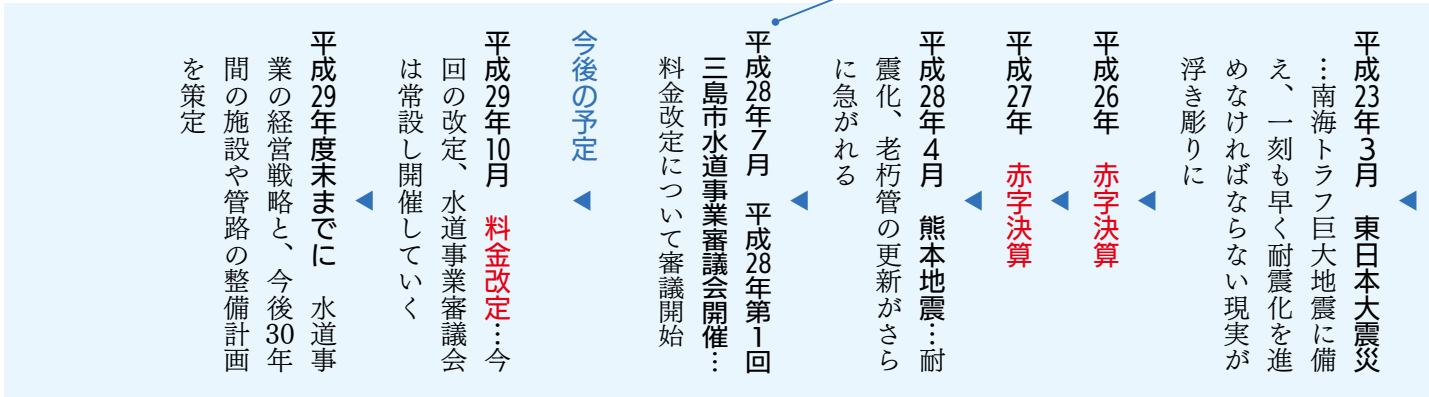 平成23年3月　東日本大震災
…南海トラフ巨大地震に備
え、一刻も早く耐震化を進
めなければならない現実が
浮き彫りに
平成26年　赤字決算
平成27年　赤字決算
平成28年4月　熊本地震…耐
震化、老朽管の更新がさら
に急がれる
平成28年7月　平成28年第1回
三島市水道事業審議会開催…
料金改定について審議開始
今後の予定
平成29年10月　料金改定…今
回の改定、水道事業審議会
は常設し開催していく
平成29年度末までに　水道事
業の経営戦略と、今後30年
間の施設や管路の整備計画
を策定